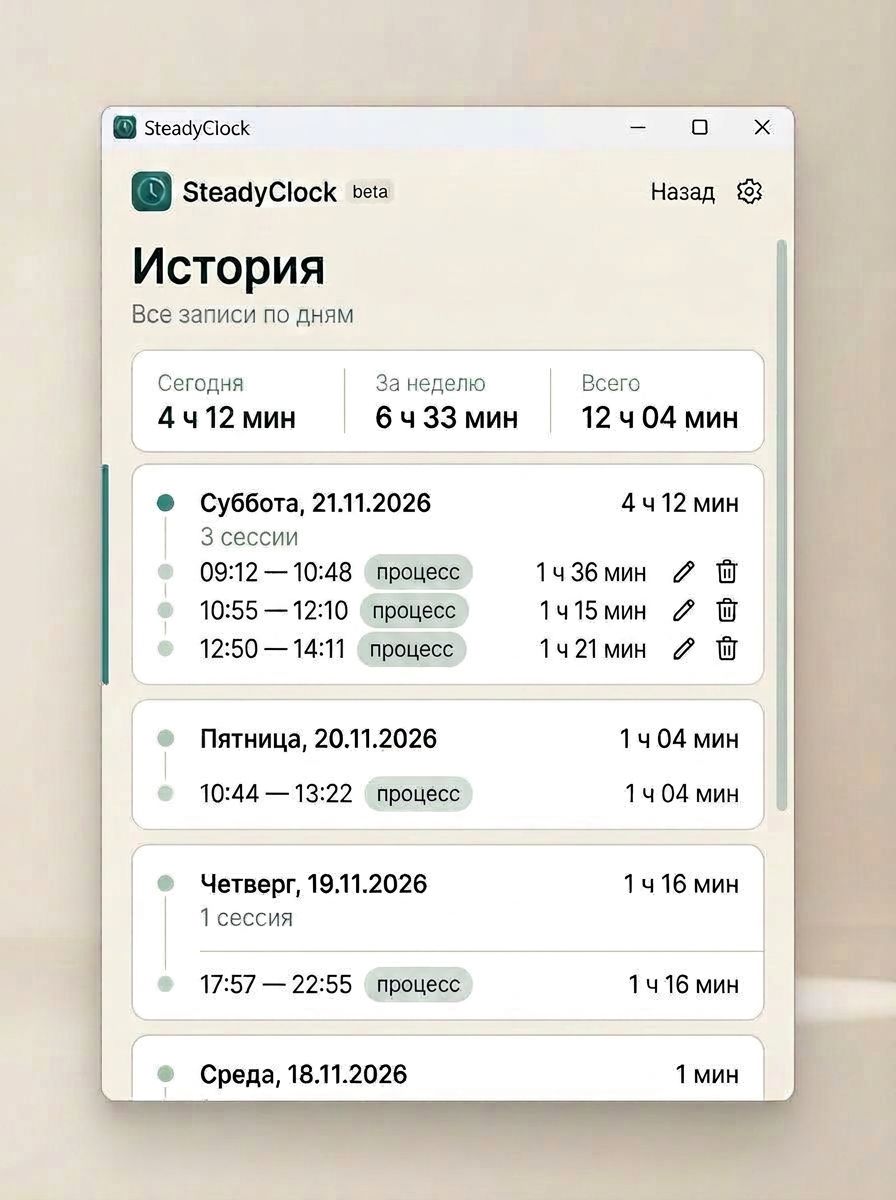 SteadyClock
SteadyClock beta Назад
История
Все записи по дням
Сегодня За неделю Всего
4 ч 12 мин 6 ч 33 мин 12 ч 04 мин
Суббота, 21.11.2026 4 ч 12 мин
3 сессии
09:12 — 10:48 процесс 1 ч 36 мин
10:55 — 12:10 процесс 1 ч 15 мин
12:50 — 14:11 процесс 1 ч 21 мин
Пятница, 20.11.2026 1 ч 04 мин
10:44 — 13:22 процесс 1 ч 04 мин
Четверг, 19.11.2026 1 ч 16 мин
1 сессия
17:57 — 22:55 процесс 1 ч 16 мин
Среда, 18.11.2026 1 мин